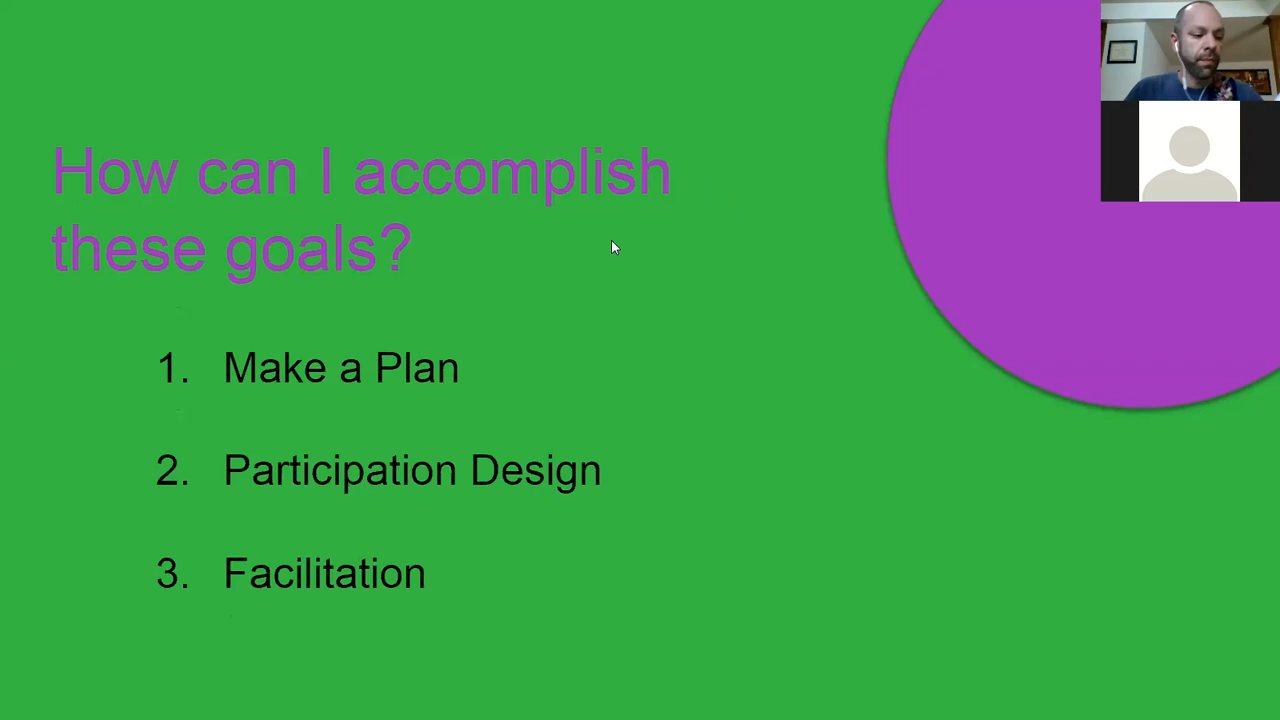 How can I accomplish
these goals?
1. Make a Plan
2. Participation Design
3. Facilitation